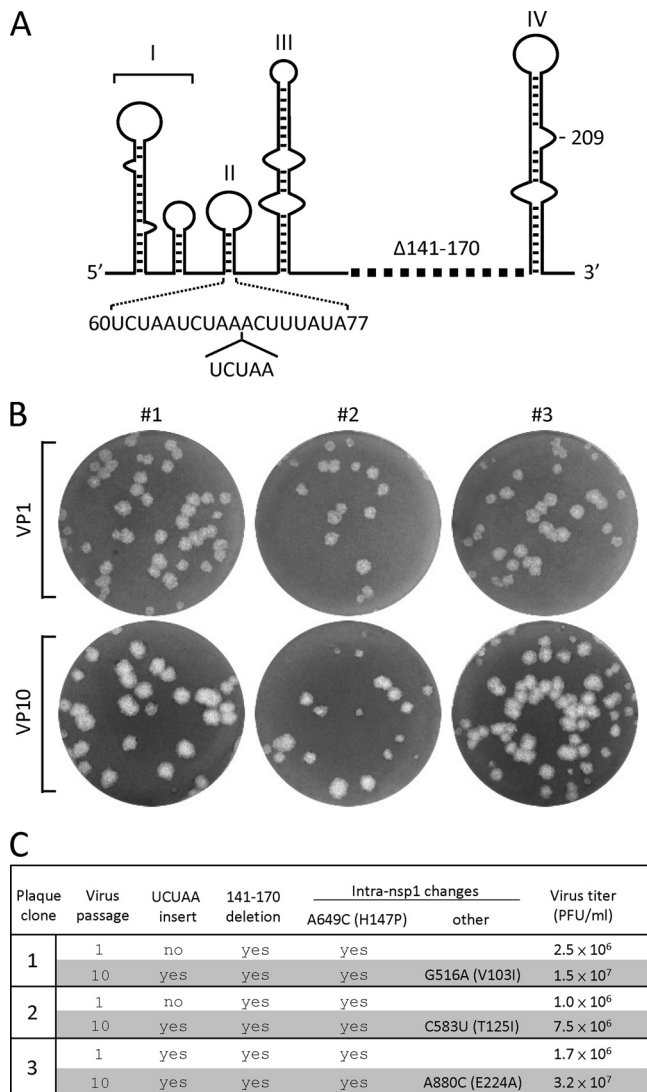 A
I
II
III
IV
- 209
Δ141-170
5’
3’
60UCUAAUCUAAACUUUAUA77
UCUAA
B
#1 #2 #3
VP1
VP10
C
Plaque clone Virus passage UCUAA insert 141-170 deletion Intra-nsp1 changes Virus titer (PFU/ml)
A649C (H147P) other
1 1 no yes yes 2.5 × 10⁶
10 yes yes yes G516A (V103I) 1.5 × 10⁷
2 1 no yes yes 1.0 × 10⁶
10 yes yes yes C583U (T125I) 7.5 × 10⁶
3 1 yes yes yes 1.7 × 10⁶
10 yes yes yes A880C (E224A) 3.2 × 10⁷